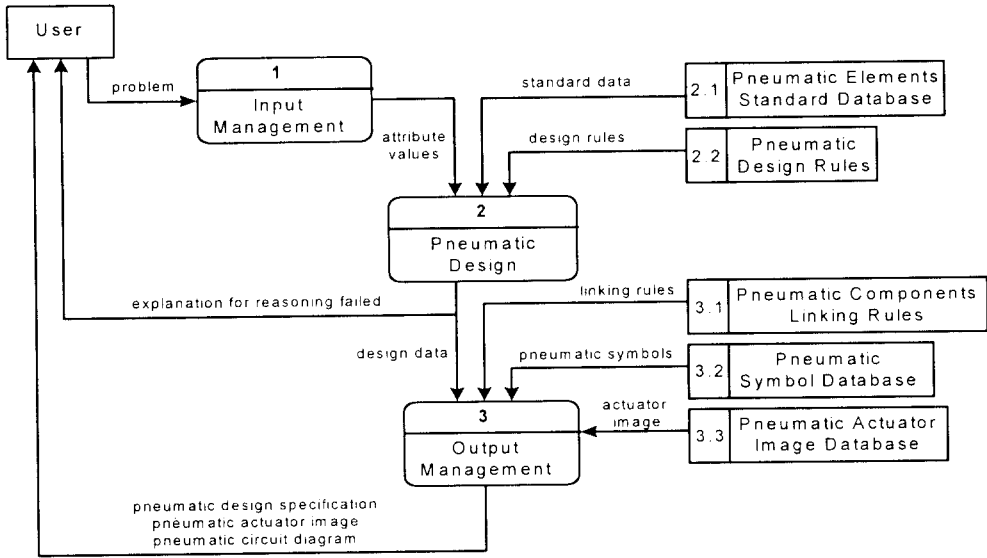 User
problem
1
Input
Management
attribute
values
standard data
2.1
Pneumatic Elements
Standard Database
design rules
2.2
Pneumatic
Design Rules
2
Pneumatic
Design
explanation for reasoning failed
design data
linking rules
3.1
Pneumatic Components
Linking Rules
pneumatic symbols
3.2
Pneumatic
Symbol Database
actuator
image
3.3
Pneumatic Actuator
Image Database
3
Output
Management
pneumatic design specification
pneumatic actuator image
pneumatic circuit diagram